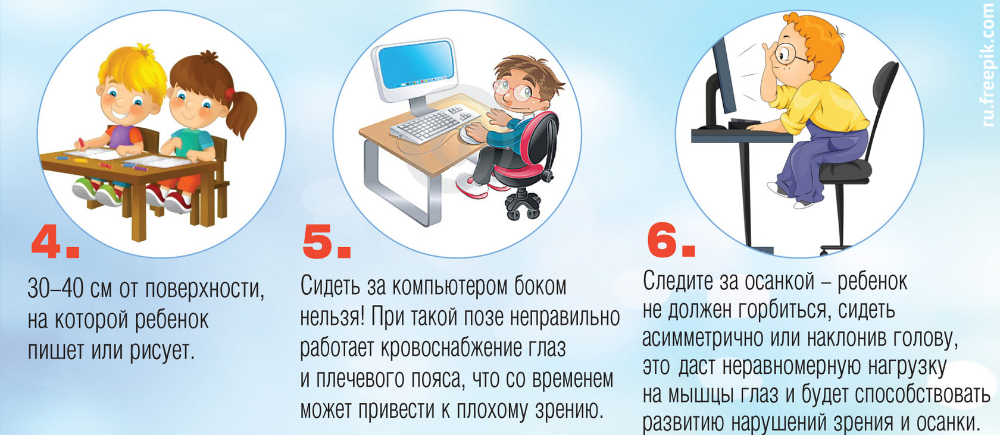 4.
30–40 см от поверхности,
на которой ребенок
пишет или рисует.
5.
Сидеть за компьютером боком
нельзя! При такой позе неправильно
работает кровоснабжение глаз
и плечевого пояса, что со временем
может привести к плохому зрению.
6.
Следите за осанкой – ребенок
не должен горбиться, сидеть
асимметрично или наклонив голову,
это даст неравномерную нагрузку
на мышцы глаз и будет способствовать
развитию нарушений зрения и осанки.
ru.freepik.com